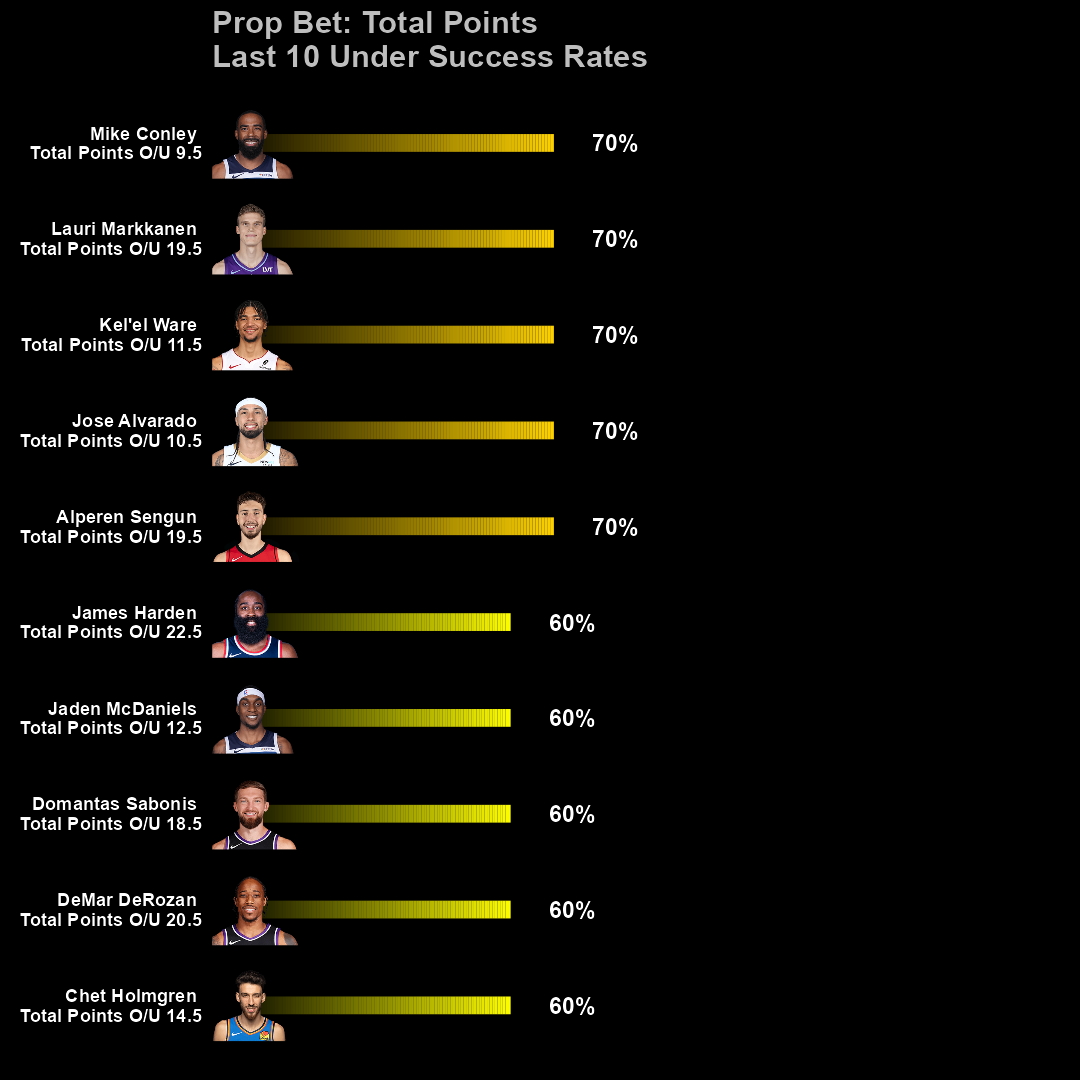 Prop Bet: Total Points
Last 10 Under Success Rates
Mike Conley
Total Points O/U 9.5
70%
Lauri Markkanen
Total Points O/U 19.5
70%
Kel'el Ware
Total Points O/U 11.5
70%
Jose Alvarado
Total Points O/U 10.5
70%
Alperen Sengun
Total Points O/U 19.5
70%
James Harden
Total Points O/U 22.5
60%
Jaden McDaniels
Total Points O/U 12.5
60%
Domantas Sabonis
Total Points O/U 18.5
60%
DeMar DeRozan
Total Points O/U 20.5
60%
Chet Holmgren
Total Points O/U 14.5
60%